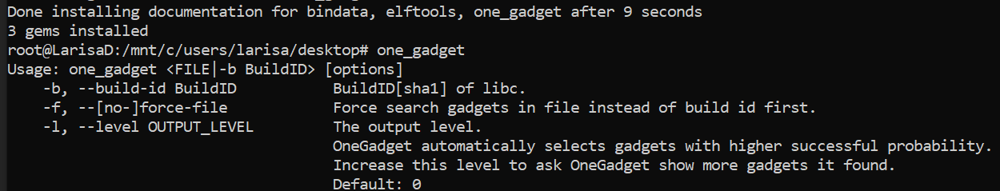 Done installing documentation for bindata, elftools, one_gadget after 9 seconds
3 gems installed
root@LarisaD:/mnt/c/users/larisa/desktop# one_gadget
Usage: one_gadget <FILE|-b BuildID> [options]
    -b, --build-id BuildID           BuildID[sha1] of libc.
    -f, --[no-]force-file            Force search gadgets in file instead of build id first.
    -l, --level OUTPUT_LEVEL         The output level.
                                     OneGadget automatically selects gadgets with higher successful probability.
                                     Increase this level to ask OneGadget show more gadgets it found.
                                     Default: 0